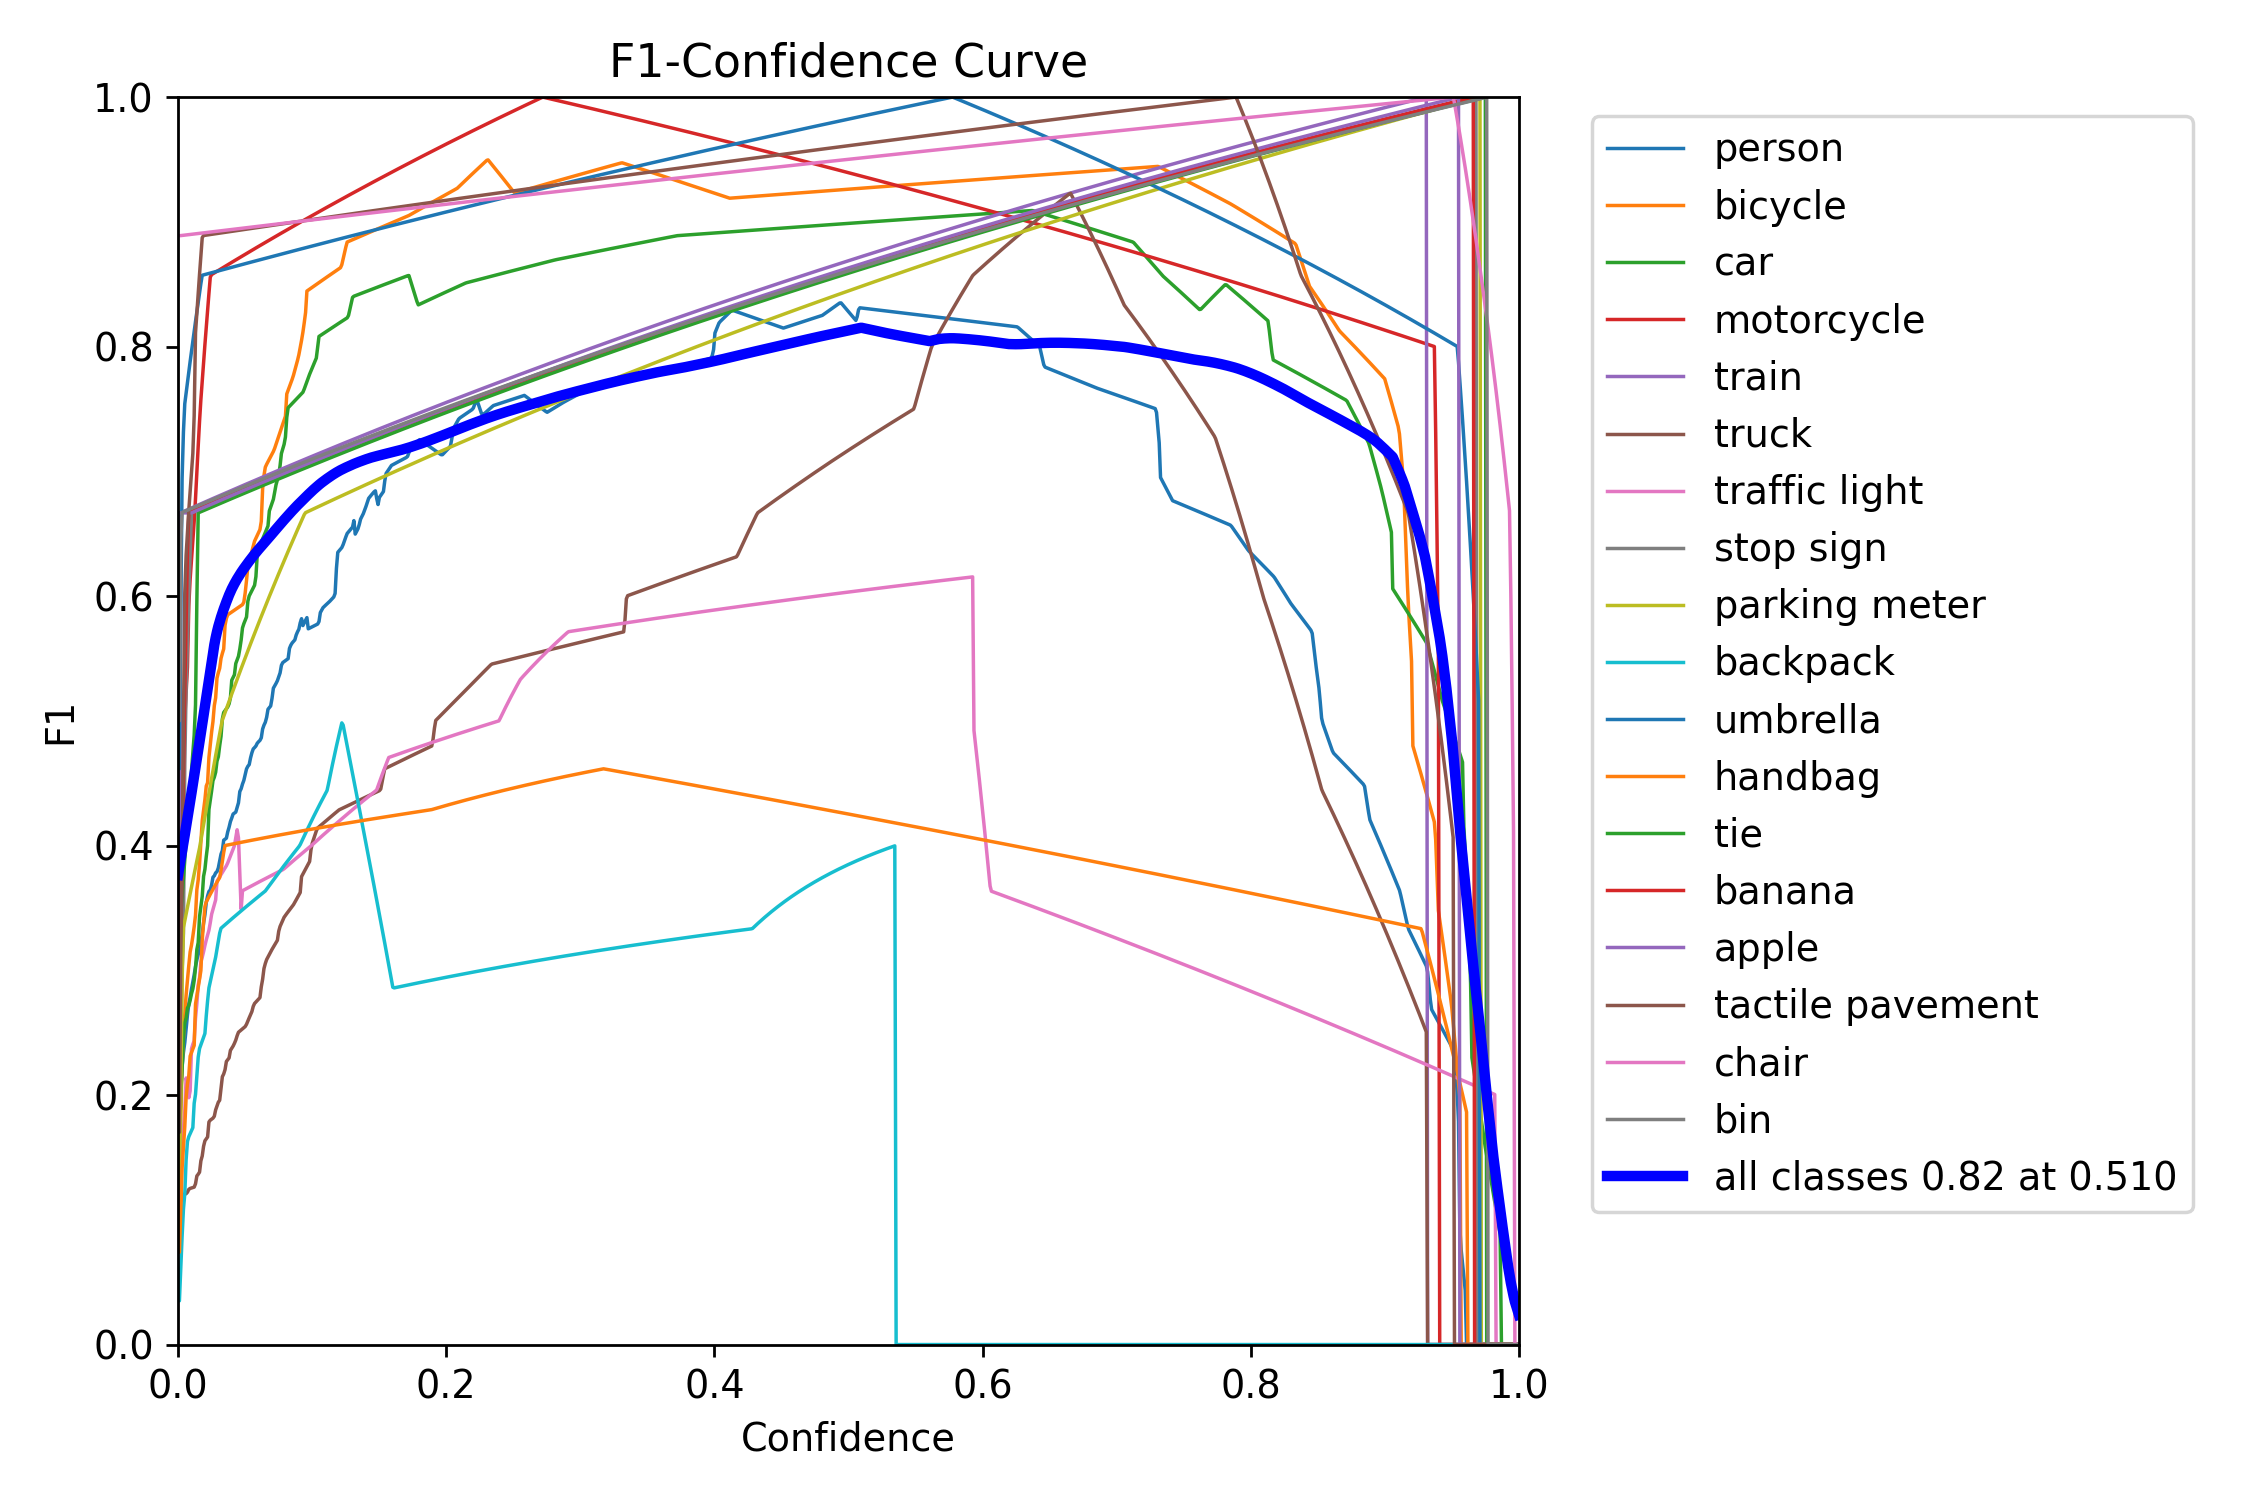 F1-Confidence Curve
1.0
0.8
0.6
0.4
0.2
0.0
F1
0.0 0.2 0.4 0.6 0.8 1.0
Confidence
person
bicycle
car
motorcycle
train
truck
traffic light
stop sign
parking meter
backpack
umbrella
handbag
tie
banana
apple
tactile pavement
chair
bin
all classes 0.82 at 0.510